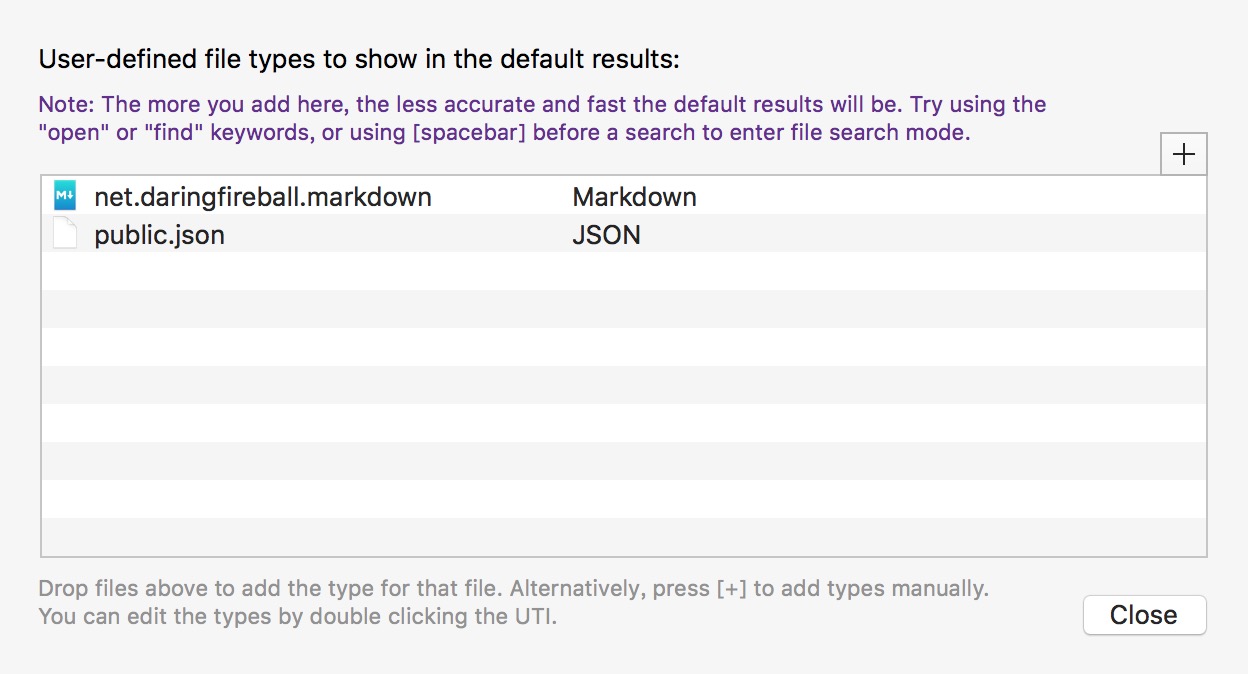 User-defined file types to show in the default results:
Note: The more you add here, the less accurate and fast the default results will be. Try using the
"open" or "find" keywords, or using [spacebar] before a search to enter file search mode.
+
M↓ net.daringfireball.markdown Markdown
public.json JSON
Drop files above to add the type for that file. Alternatively, press [+] to add types manually.
You can edit the types by double clicking the UTI.
Close